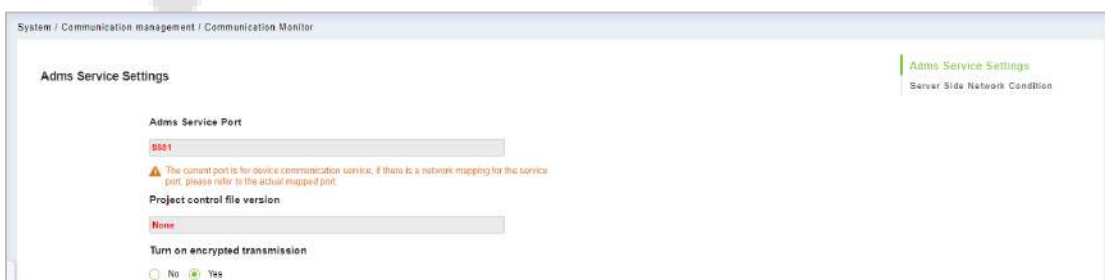 System / Communication management / Communication Monitor
Adms Service Settings
Adms Service Settings
Server Side Network Condition
Adms Service Port
8881
The current port is for device communication service, if there is a network mapping for the service
port, please refer to the actual mapped port.
Project control file version
None
Turn on encrypted transmission
No Yes